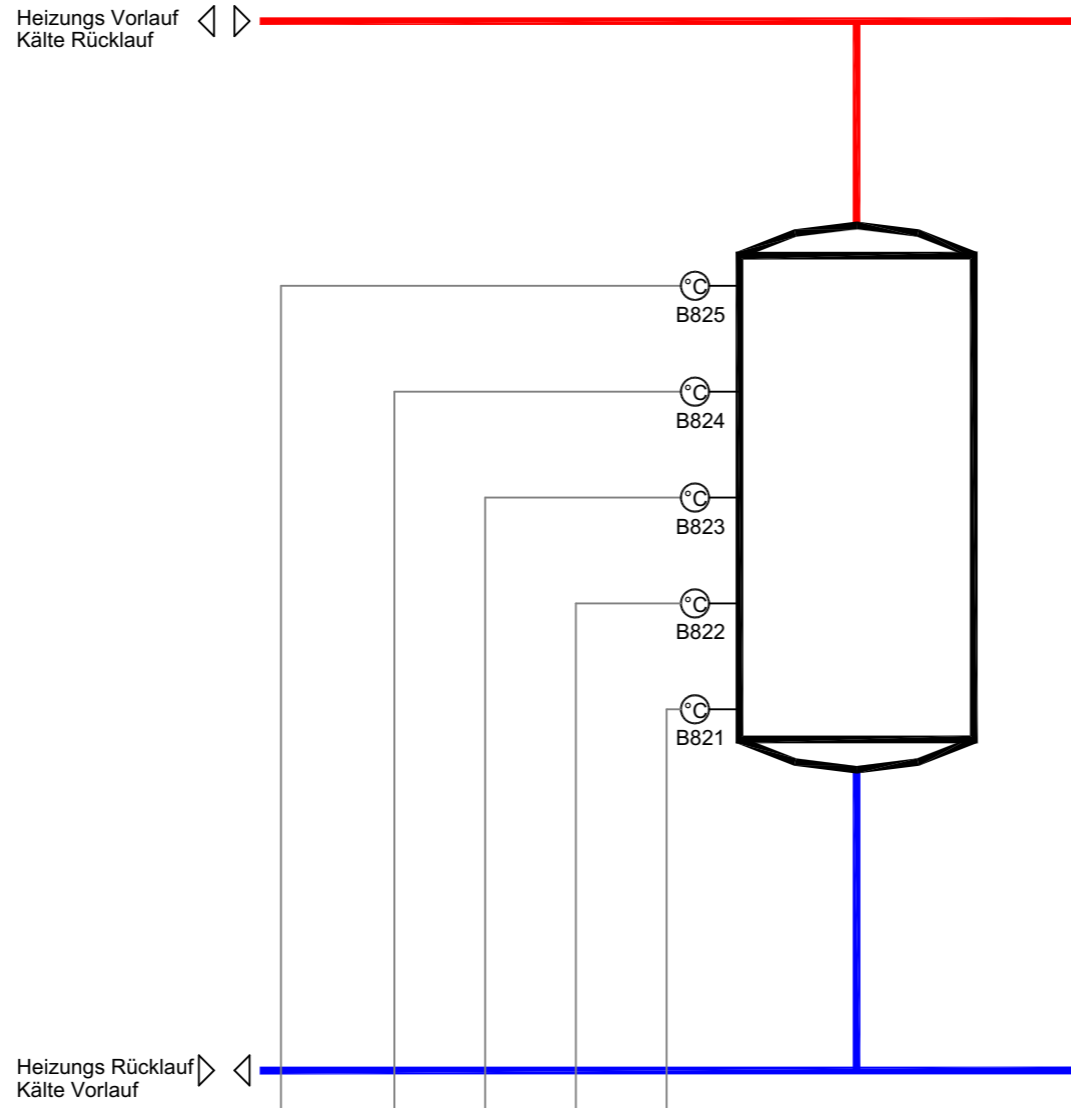 Heizungs Vorlauf
Kälte Rücklauf
°C
B825
°C
B824
°C
B823
°C
B822
°C
B821
Heizungs Rücklauf
Kälte Vorlauf